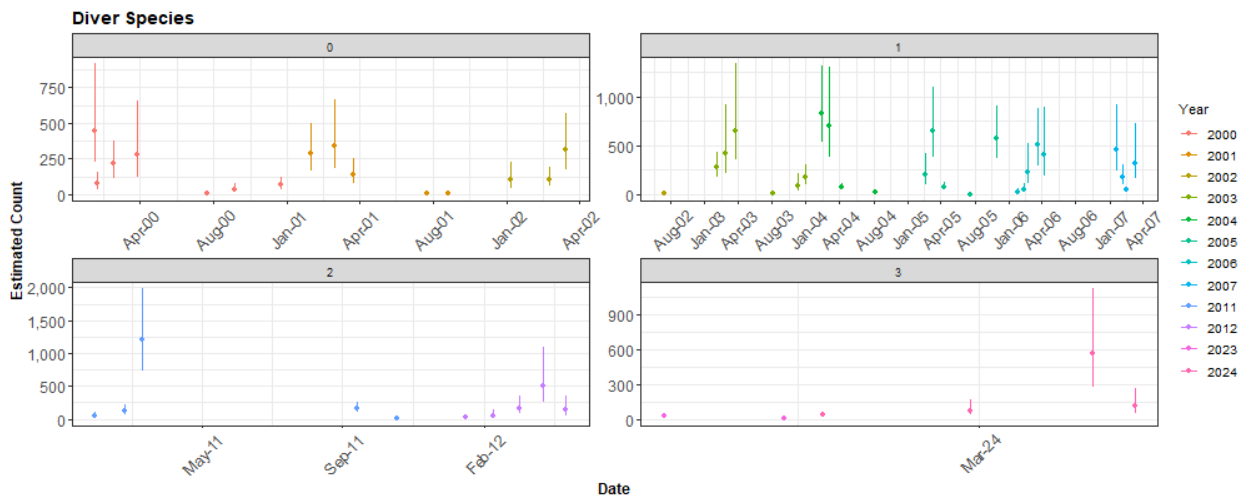 Diver Species
Estimated Count
0
750
500
250
0
Apr-00
Aug-00
Jan-01
Apr-01
Aug-01
Jan-02
Apr-02
1
1,000
500
0
Aug-02
Jan-03
Apr-03
Aug-03
Jan-04
Apr-04
Aug-04
Jan-05
Apr-05
Aug-05
Jan-06
Apr-06
Aug-06
Jan-07
Apr-07
2
2,000
1,500
1,000
500
0
May-11
Sep-11
Feb-12
3
900
600
300
0
Mar-24
Date
Year
2000
2001
2002
2003
2004
2005
2006
2007
2011
2012
2023
2024